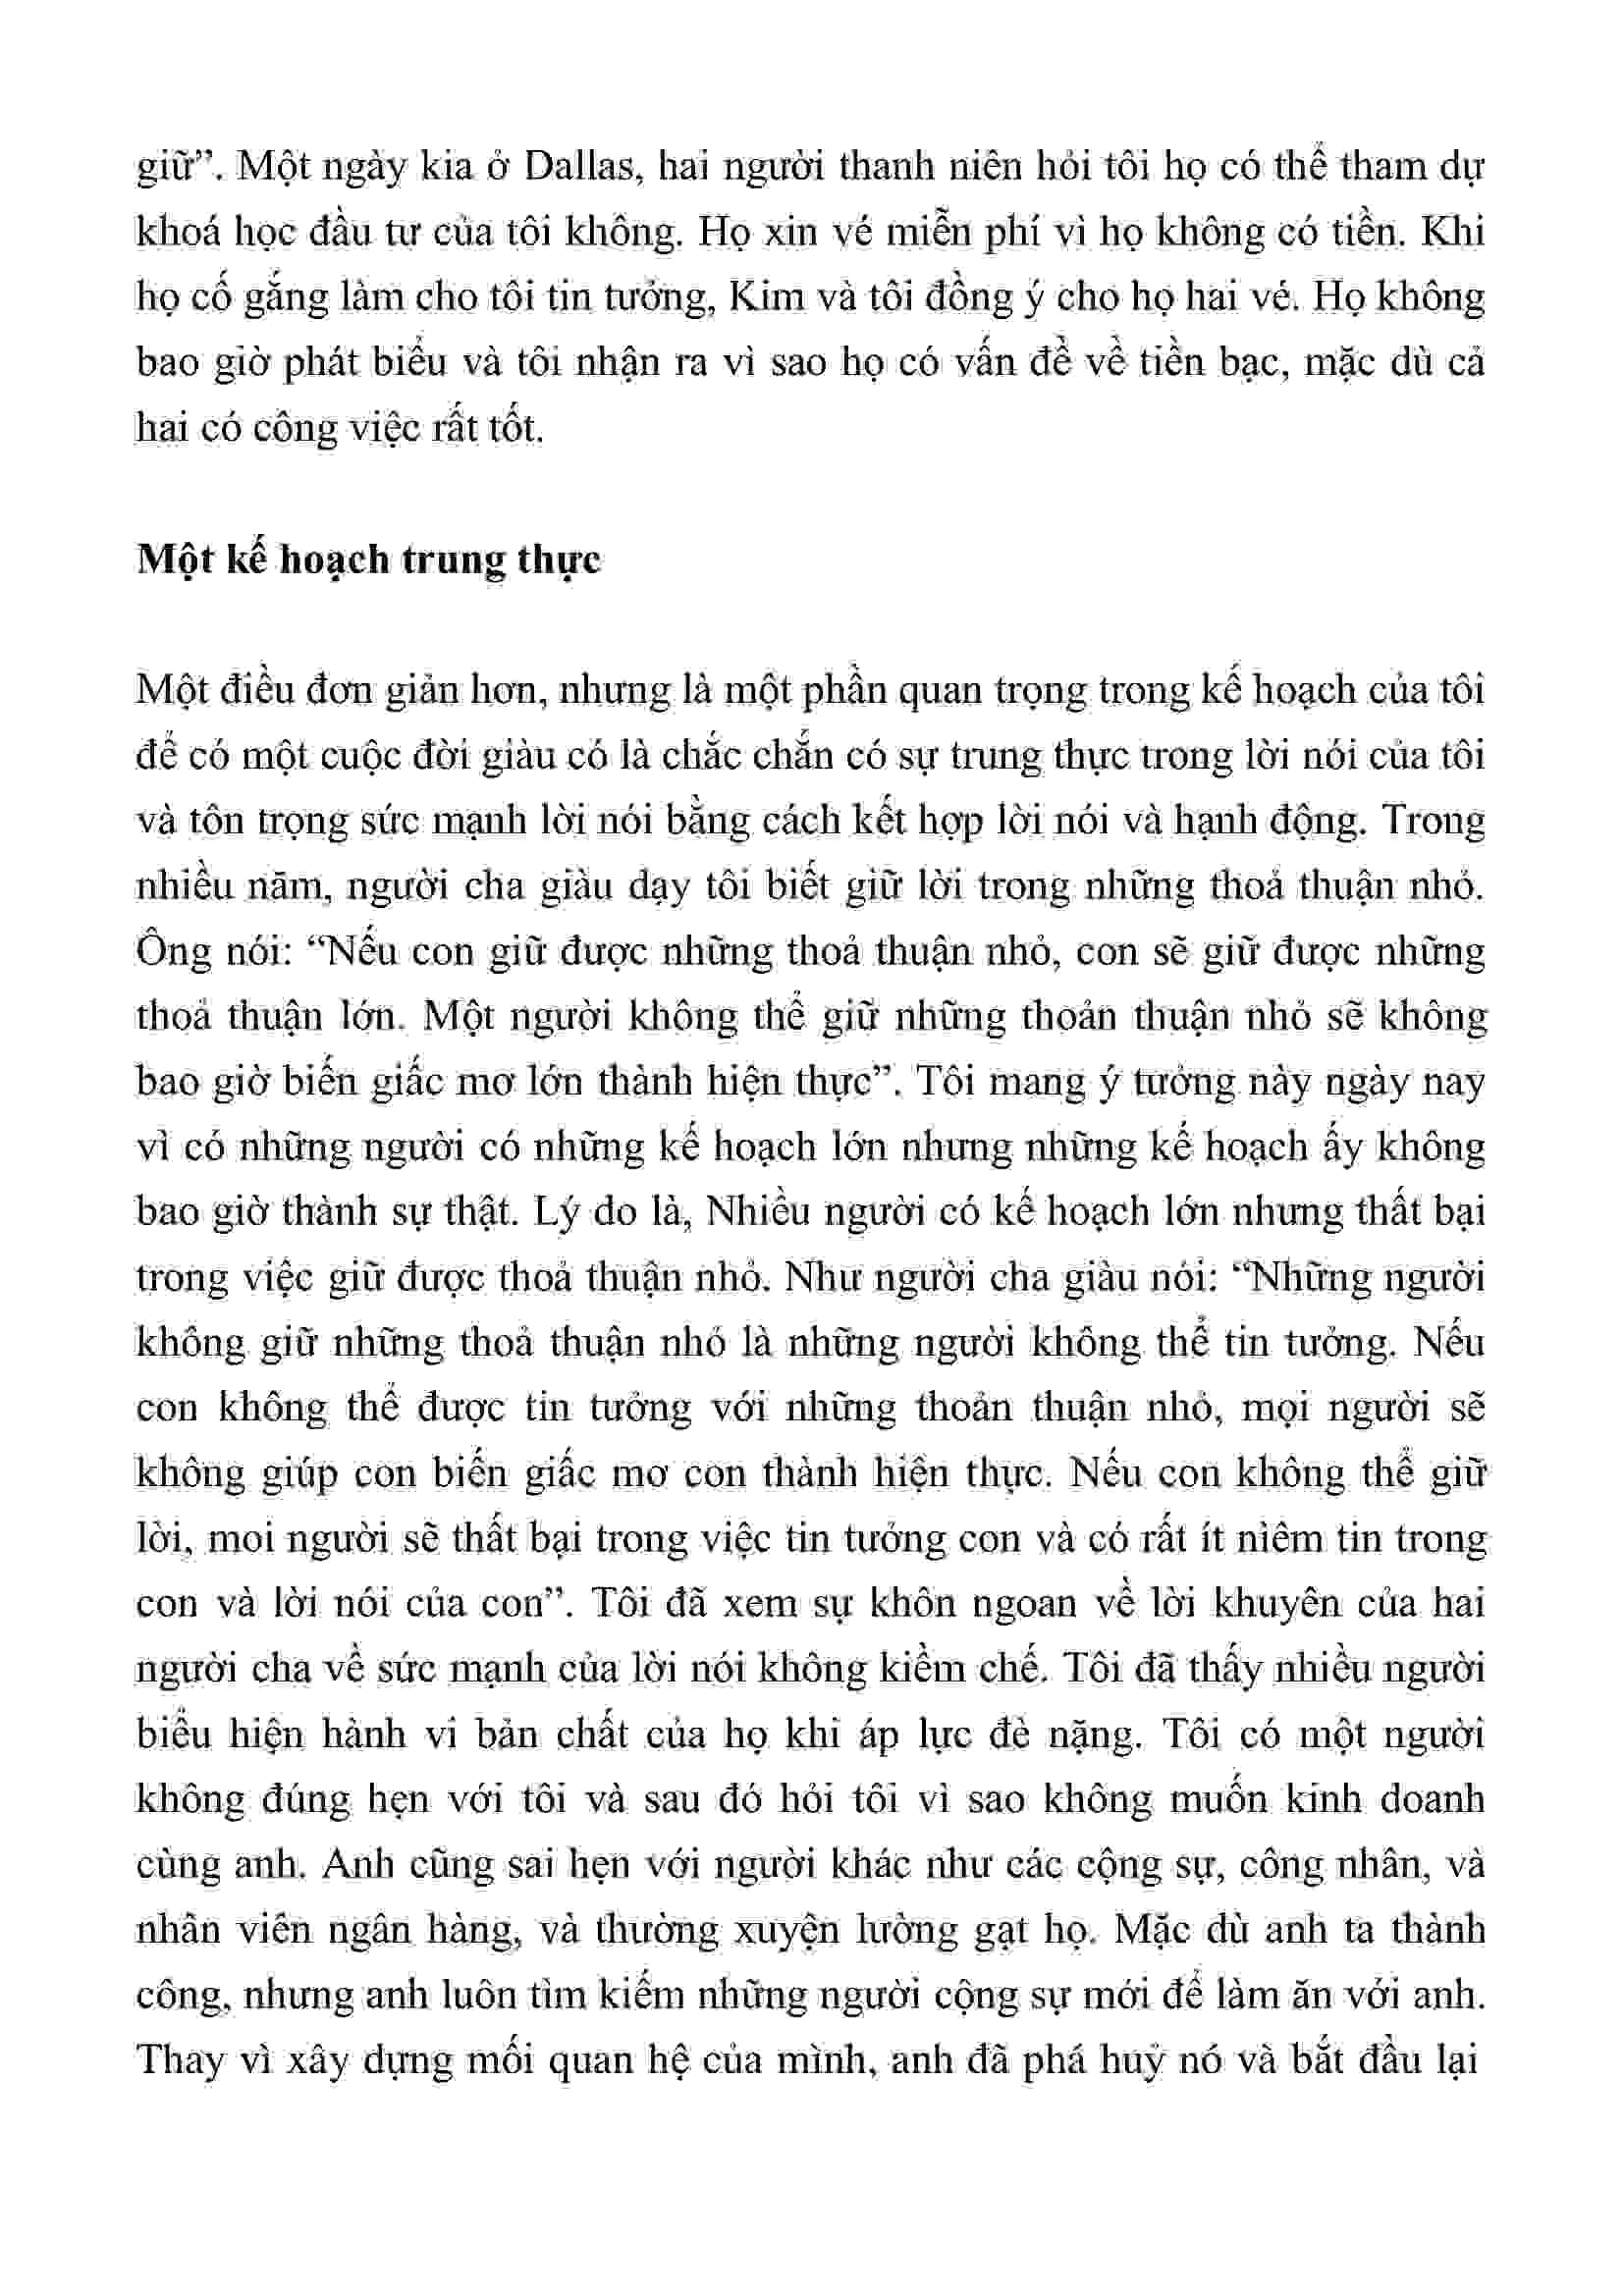 giữ”. Một ngày kia ở Dallas, hai người thanh niên hỏi tôi họ có thể tham dự
khoá học đầu tư của tôi không. Họ xin vé miễn phí vì họ không có tiền. Khi
họ cố gắng làm cho tôi tin tưởng, Kim và tôi đồng ý cho họ hai vé. Họ không
bao giờ phát biểu và tôi nhận ra vì sao họ có vấn đề về tiền bạc, mặc dù cả
hai có công việc rất tốt.
Một kế hoạch trung thực
Một điều đơn giản hơn, nhưng là một phần quan trọng trong kế hoạch của tôi
để có một cuộc đời giàu có là chắc chắn có sự trung thực trong lời nói của tôi
và tôn trọng sức mạnh lời nói bằng cách kết hợp lời nói và hạnh động. Trong
nhiều năm, người cha giàu dạy tôi biết giữ lời trong những thoả thuận nhỏ.
Ông nói: “Nếu con giữ được những thoả thuận nhỏ, con sẽ giữ được những
thoả thuận lớn. Một người không thể giữ những thoản thuận nhỏ sẽ không
bao giờ biến giấc mơ lớn thành hiện thực”. Tôi mang ý tưởng này ngày nay
vì có những người có những kế hoạch lớn nhưng những kế hoạch ấy không
bao giờ thành sự thật. Lý do là, Nhiều người có kế hoạch lớn nhưng thất bại
trong việc giữ được thoả thuận nhỏ. Như người cha giàu nói: “Những người
không giữ những thoả thuận nhỏ là những người không thể tin tưởng. Nếu
con không thể được tin tưởng với những thoản thuận nhỏ, mọi người sẽ
không giúp con biến giấc mơ con thành hiện thực. Nếu con không thể giữ
lời, moi người sẽ thất bại trong việc tin tưởng con và có rất ít niềm tin trong
con và lời nói của con”. Tôi đã xem sự khôn ngoan về lời khuyên của hai
người cha về sức mạnh của lời nói không kiềm chế. Tôi đã thấy nhiều người
biểu hiện hành vi bản chất của họ khi áp lực đè nặng. Tôi có một người
không đúng hẹn với tôi và sau đó hỏi tôi vì sao không muốn kinh doanh
cùng anh. Anh cũng sai hẹn với người khác như các cộng sự, công nhân, và
nhân viên ngân hàng, và thường xuyện lường gạt họ. Mặc dù anh ta thành
công, nhưng anh luôn tìm kiếm những người cộng sự mới để làm ăn với anh.
Thay vì xây dựng mối quan hệ của mình, anh đã phá huỷ nó và bắt đầu lại